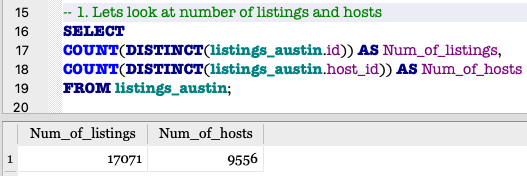 15 -- 1. Lets look at number of listings and hosts
16 SELECT
17 COUNT(DISTINCT(listings_austin.id)) AS Num_of_listings,
18 COUNT(DISTINCT(listings_austin.host_id)) AS Num_of_hosts
19 FROM listings_austin;
20
Num_of_listings Num_of_hosts
1 17071 9556